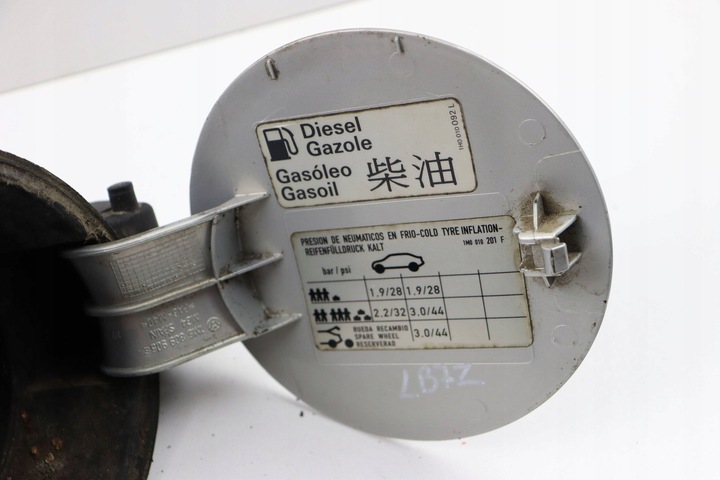 Diesel
Gazole
Gasóleo
Gasoil
柴油
1H0 010 092 L
PRESION DE NEUMATICOS EN FRIO-COLD TYRE INFLATION-
REIFENFÜLLDRUCK KALT
1M0 010 201 F
bar / psi
1.9/28 1.9/28
2.2/32 3.0/44
RUEDA RECAMBIO
SPARE WHEEL
RESERVERAD
3.0/44
LB7Z